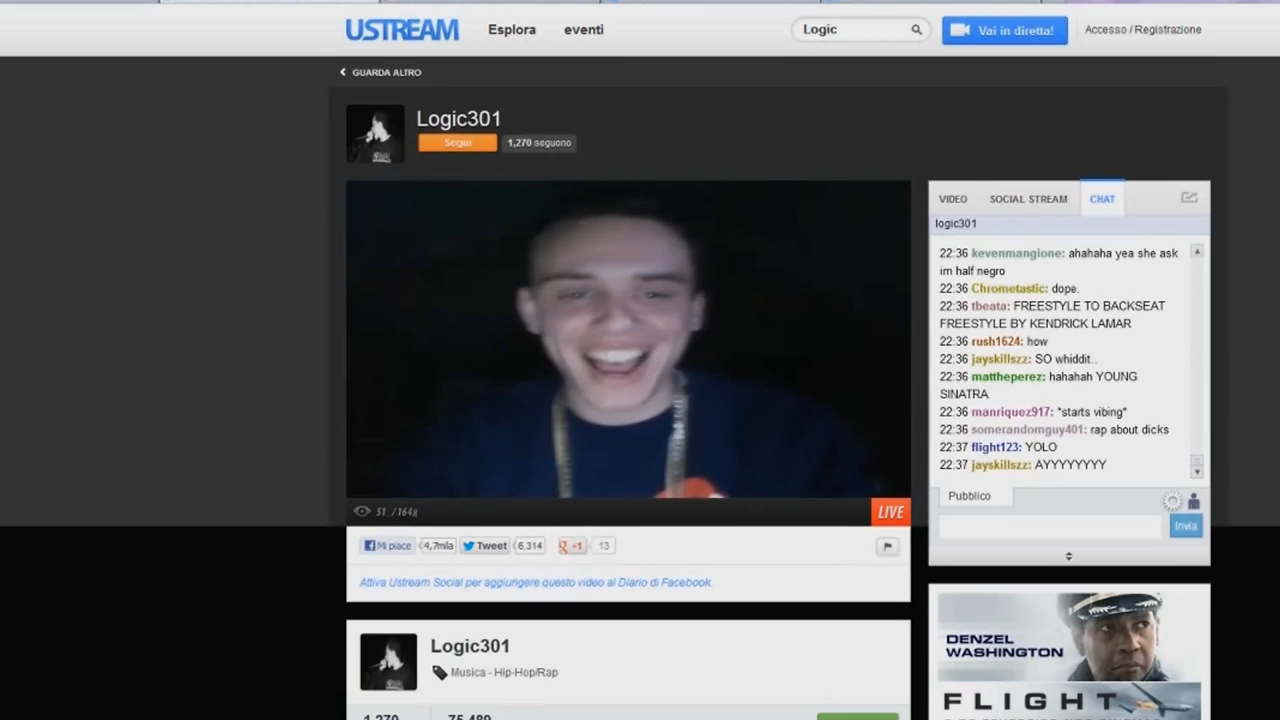 USTREAM
Esplora
eventi
Logic
Vai in diretta!
Accesso / Registrazione
GUARDA ALTRO
Logic301
Segui
1,270 seguono
VIDEO
SOCIAL STREAM
CHAT
logic301
22:36 kevenmangione: ahahaha yea she ask
im half negro
22:36 Chrometastic: dope.
22:36 tbeata: FREESTYLE TO BACKSEAT
FREESTYLE BY KENDRICK LAMAR
22:36 rush1624: how
22:36 jayskillszz: SO whiddit..
22:36 mattheperez: hahahah YOUNG
SINATRA
22:36 manriquez917: *starts vibing*
22:36 somerandomguy401: rap about dicks
22:37 flight123: YOLO
22:37 jayskillszz: AYYYYYYYY
Pubblico
Invia
LIVE
Mi piace
4,7mila
Tweet
6,314
+1
13
Attiva Ustream Social per aggiungere questo video al Diario di Facebook.
Logic301
Musica - Hip-Hop/Rap
1,270
75,489
DENZEL
WASHINGTON
FLIGHT